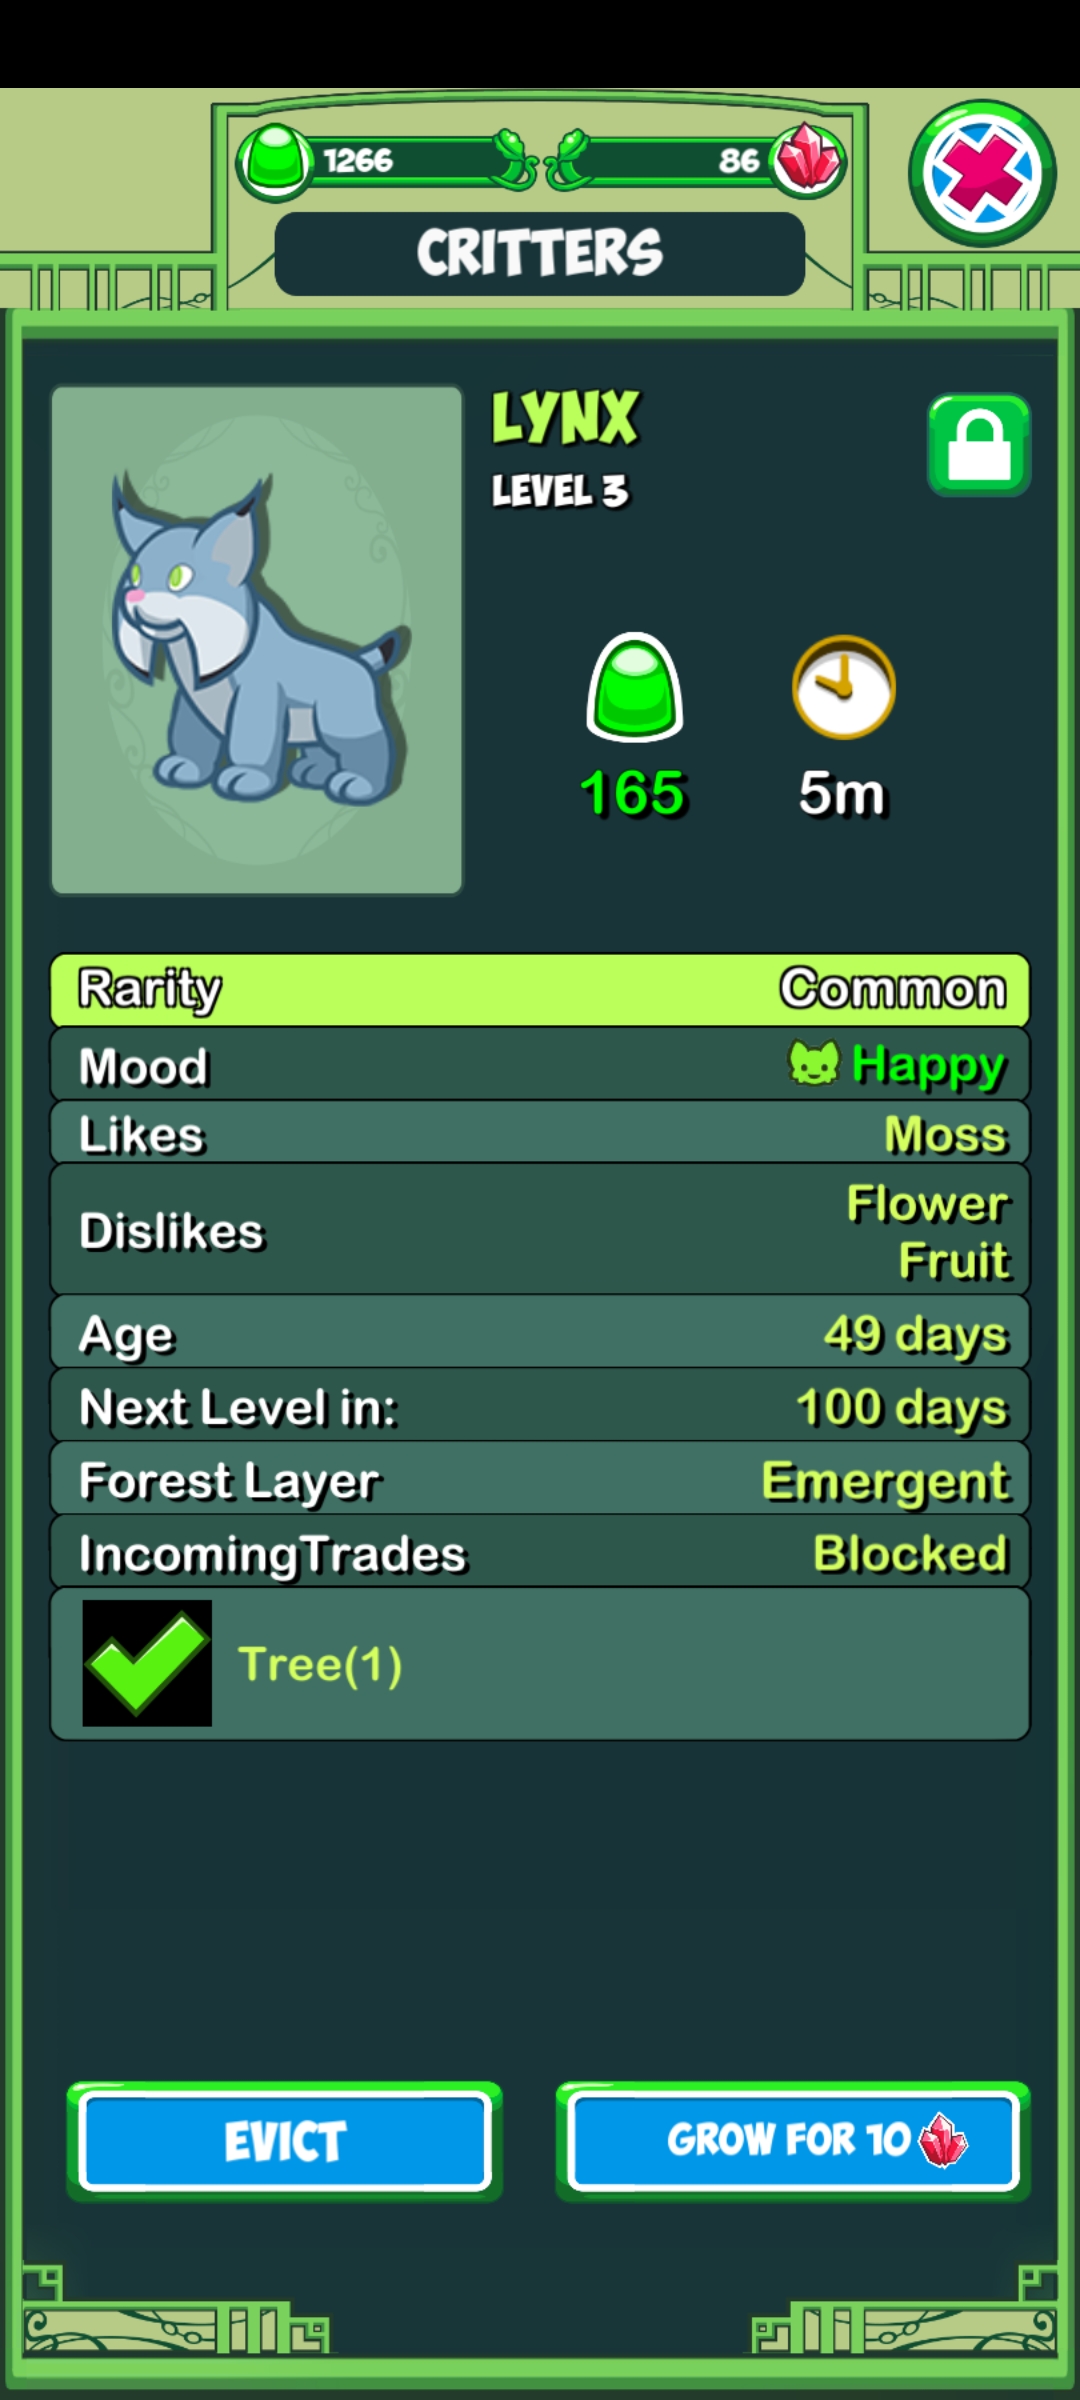 1266
86
CRITTERS
LYNX
LEVEL 3
165
5m
Rarity Common
Mood Happy
Likes Moss
Dislikes Flower
Fruit
Age 49 days
Next Level in: 100 days
Forest Layer Emergent
IncomingTrades Blocked
Tree(1)
EVICT
GROW FOR 10